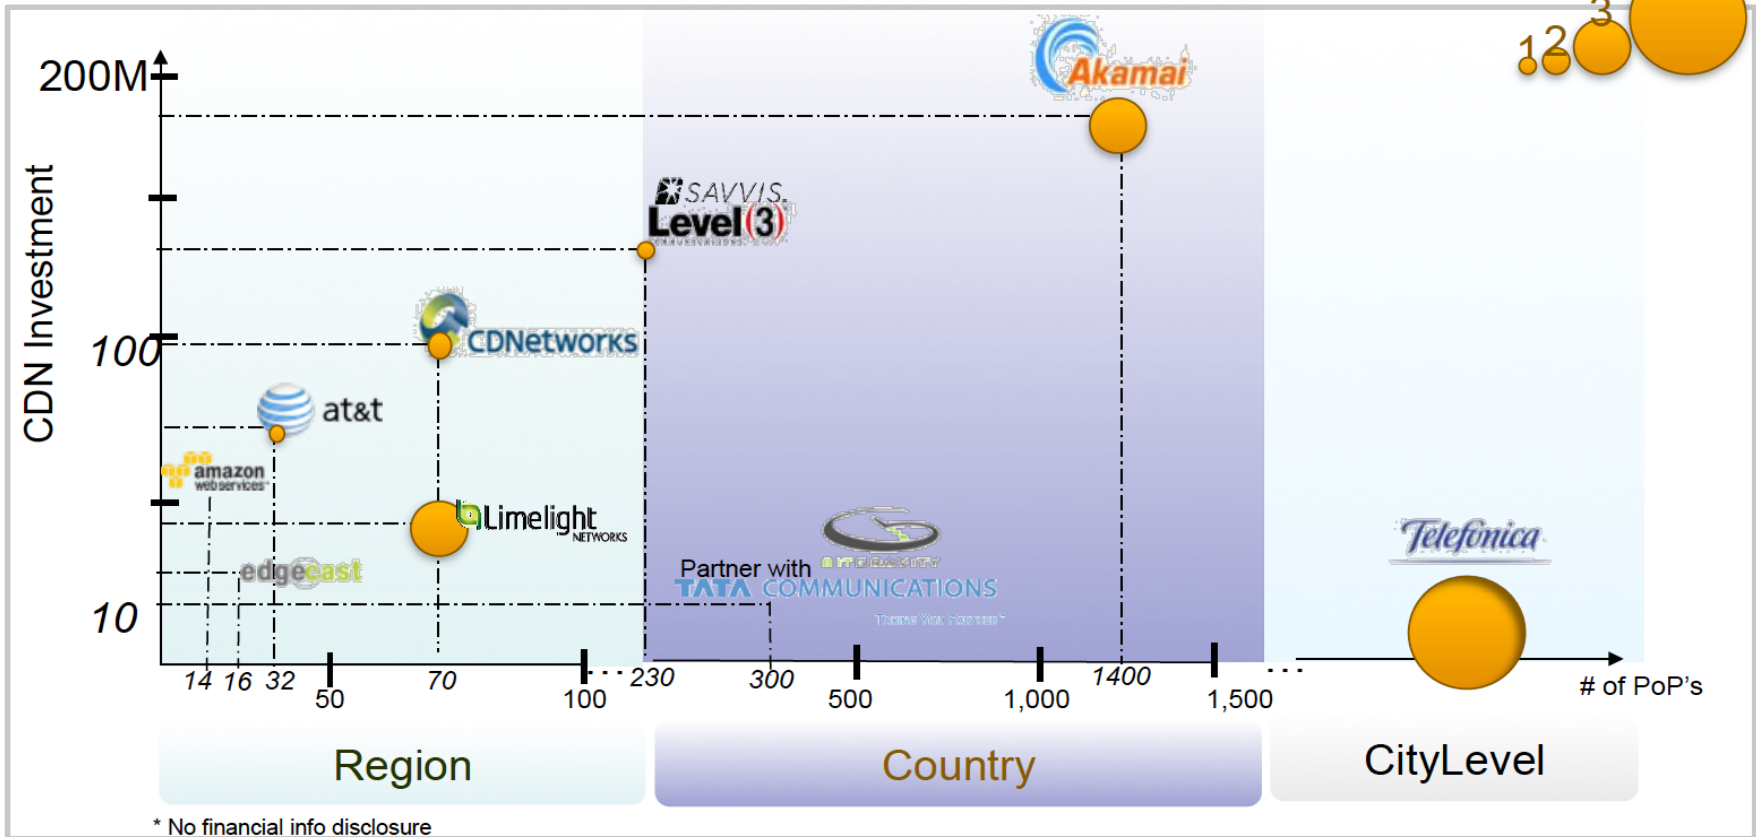 3
1
2
200M
Akamai
SAVVIS.
Level(3)
CDN Investment
100
CDNetworks
at&t
amazon
webservices™
Limelight
NETWORKS
edgecast
Partner with
BITGRAVITY
TATA COMMUNICATIONS
Telefonica
10
14 16 32 50 70 100 ··· 230 300 500 1,000 1400 1,500 ···
# of PoP's
Region
Country
CityLevel
* No financial info disclosure